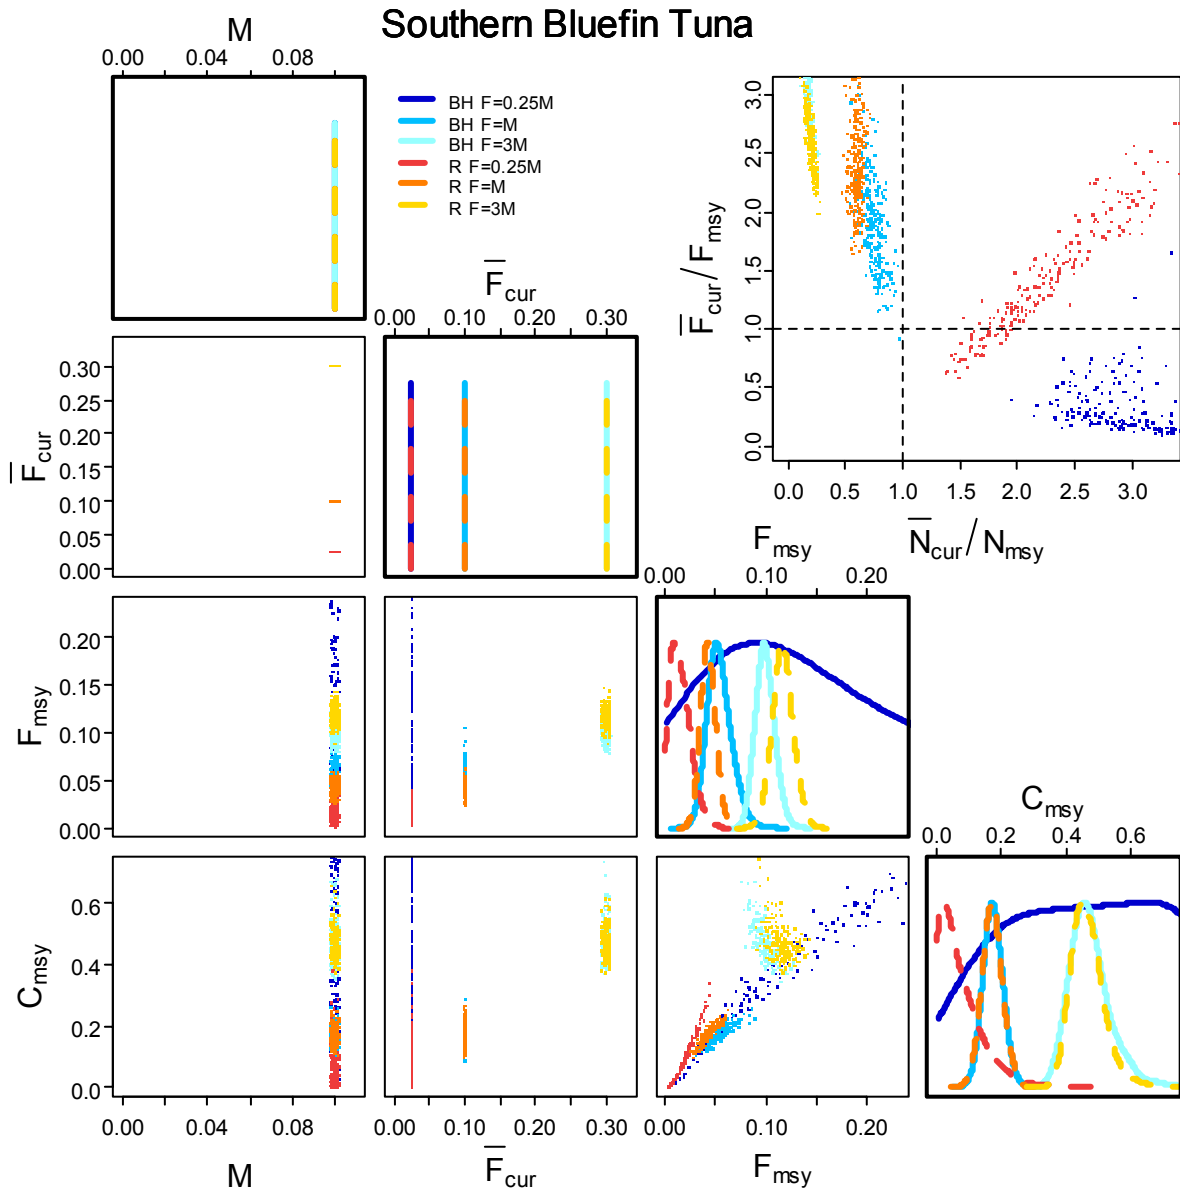 Southern Bluefin Tuna
M
0.00 0.04 0.08
BH F=0.25M
BH F=M
BH F=3M
R F=0.25M
R F=M
R F=3M
F̅cur / Fmsy
0.0 0.5 1.0 1.5 2.0 2.5 3.0
0.0 0.5 1.0 1.5 2.0 2.5 3.0
N̅cur / Nmsy
F̅cur
0.00 0.10 0.30
F̅cur
0.30
0.25
0.20
0.15
0.10
0.05
0.00
Fmsy
0.00 0.10 0.20
Fmsy
0.20
0.15
0.10
0.05
0.00
Cmsy
0.0 0.2 0.4 0.6
Cmsy
0.6
0.4
0.2
0.0
0.00 0.04 0.08
M
0.00 0.10 0.20 0.30
F̅cur
0.00 0.10 0.20
Fmsy